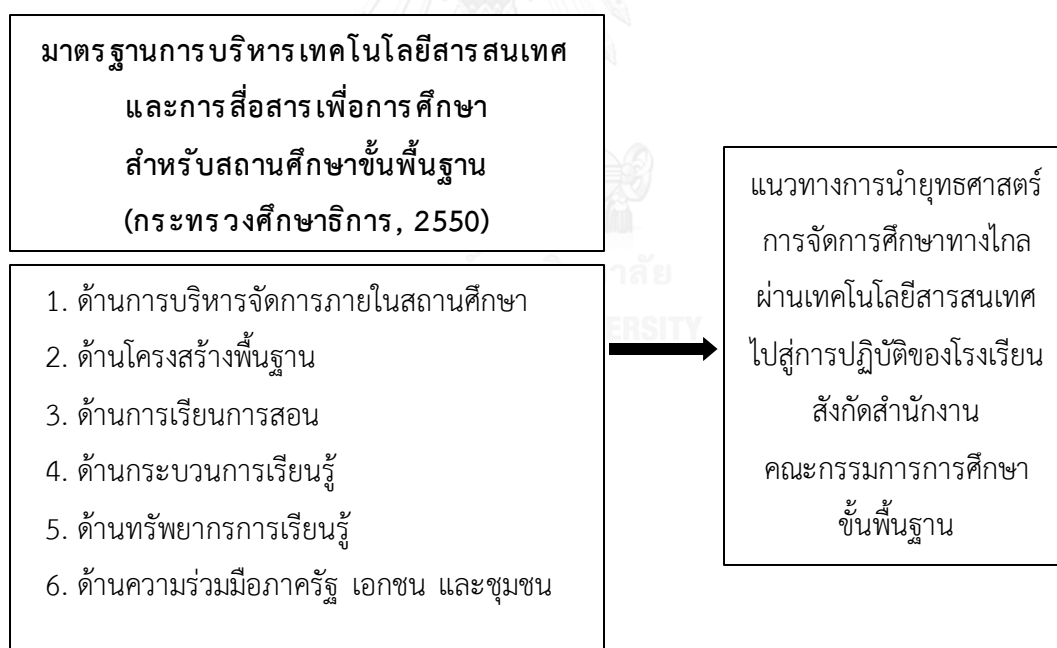 มาตรฐานการบริหารเทคโนโลยีสารสนเทศ
และการสื่อสารเพื่อการศึกษา
สำหรับสถานศึกษาขั้นพื้นฐาน
(กระทรวงศึกษาธิการ, 2550)
1. ด้านการบริหารจัดการภายในสถานศึกษา
2. ด้านโครงสร้างพื้นฐาน
3. ด้านการเรียนการสอน
4. ด้านกระบวนการเรียนรู้
5. ด้านทรัพยากรการเรียนรู้
6. ด้านความร่วมมือภาครัฐ เอกชน และชุมชน
แนวทางการนำยุทธศาสตร์
การจัดการศึกษาทางไกล
ผ่านเทคโนโลยีสารสนเทศ
ไปสู่การปฏิบัติของโรงเรียน
สังกัดสำนักงาน
คณะกรรมการการศึกษา
ขั้นพื้นฐาน